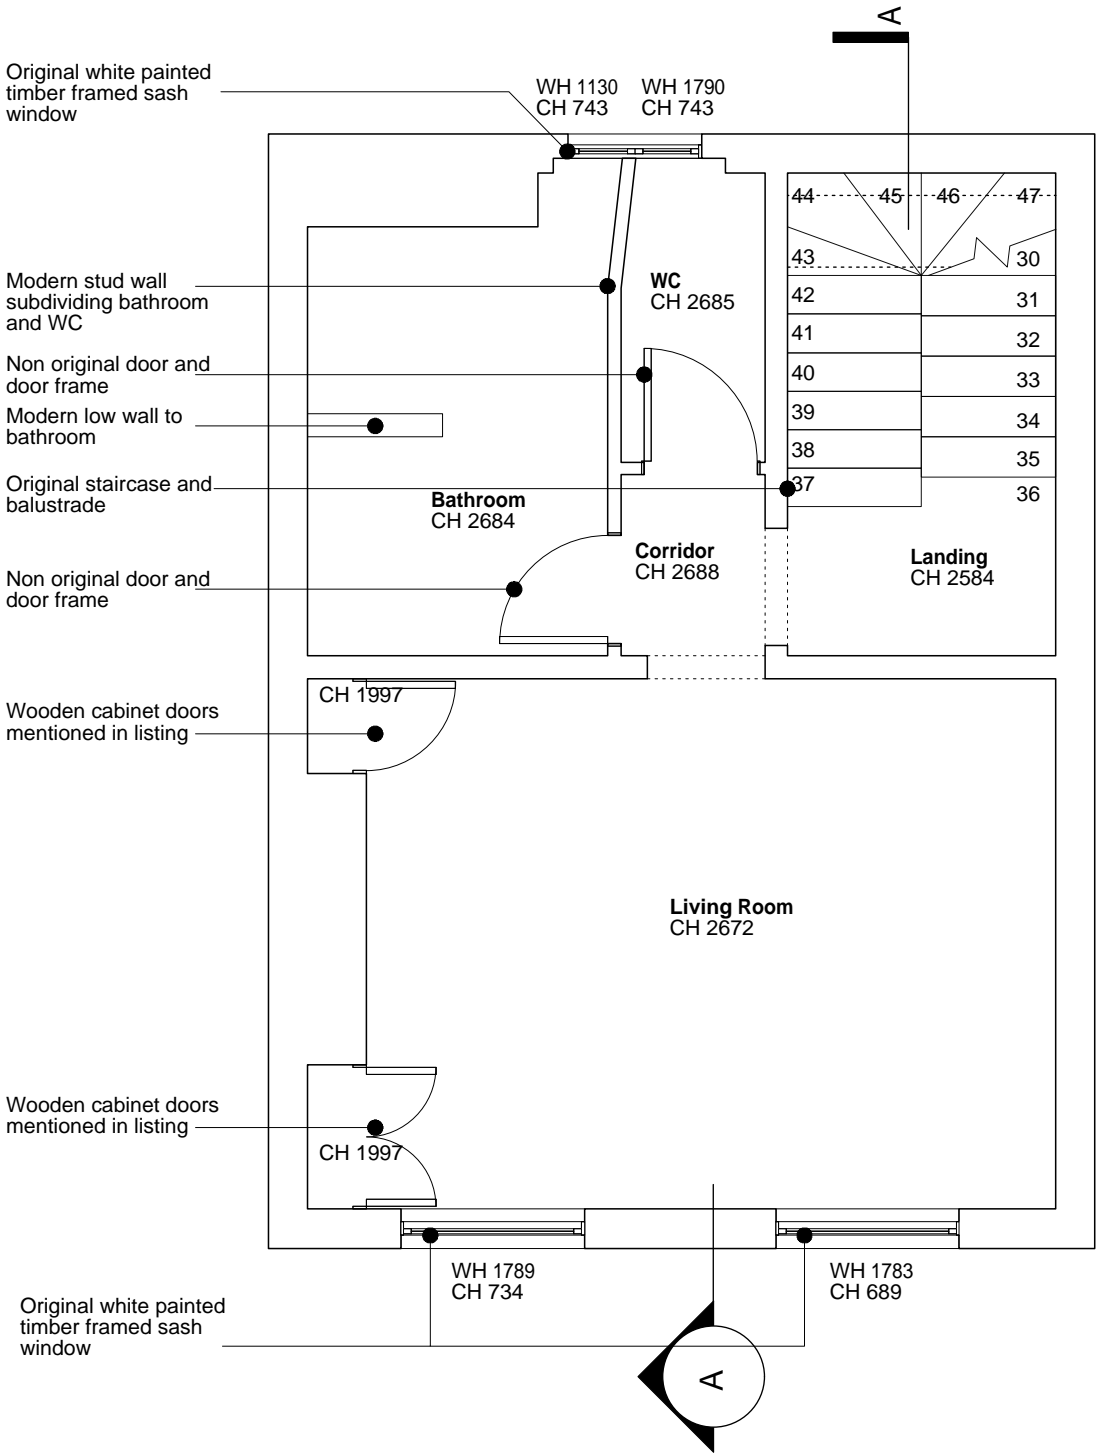 A
Original white painted
timber framed sash
window
WH 1130
CH 743
WH 1790
CH 743
44
45
46
47
43
30
Modern stud wall
subdividing bathroom
and WC
WC
CH 2685
42
31
41
32
Non original door and
door frame
40
33
Modern low wall to
bathroom
39
34
38
35
Original staircase and
balustrade
37
36
Bathroom
CH 2684
Corridor
CH 2688
Landing
CH 2584
Non original door and
door frame
CH 1997
Wooden cabinet doors
mentioned in listing
Living Room
CH 2672
Wooden cabinet doors
mentioned in listing
CH 1997
WH 1789
CH 734
WH 1783
CH 689
Original white painted
timber framed sash
window
A